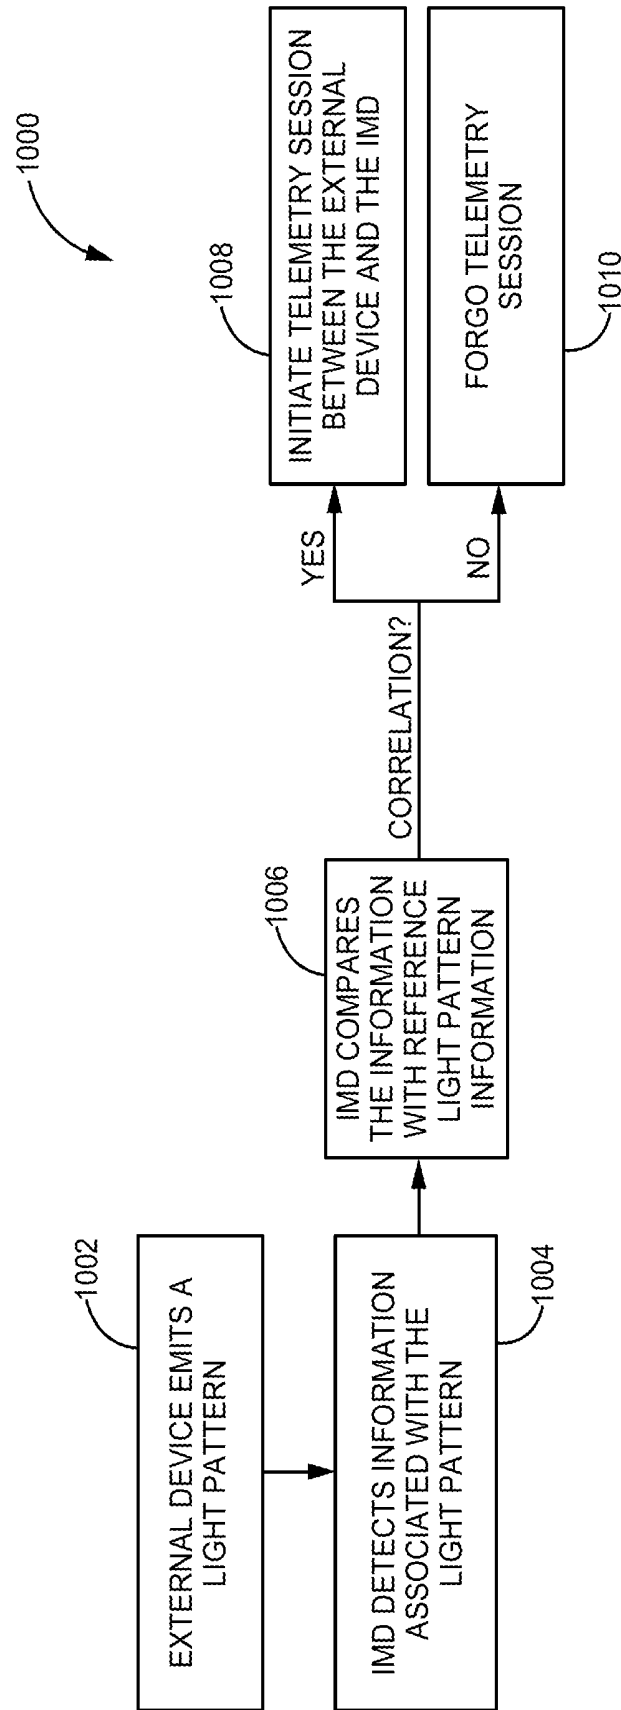 1000
1002
EXTERNAL DEVICE EMITS A
LIGHT PATTERN
IMD DETECTS INFORMATION
ASSOCIATED WITH THE
LIGHT PATTERN
1004
1006
IMD COMPARES
THE INFORMATION
WITH REFERENCE
LIGHT PATTERN
INFORMATION
CORRELATION?
YES
NO
1008
INITIATE TELEMETRY SESSION
BETWEEN THE EXTERNAL
DEVICE AND THE IMD
FORGO TELEMETRY
SESSION
1010